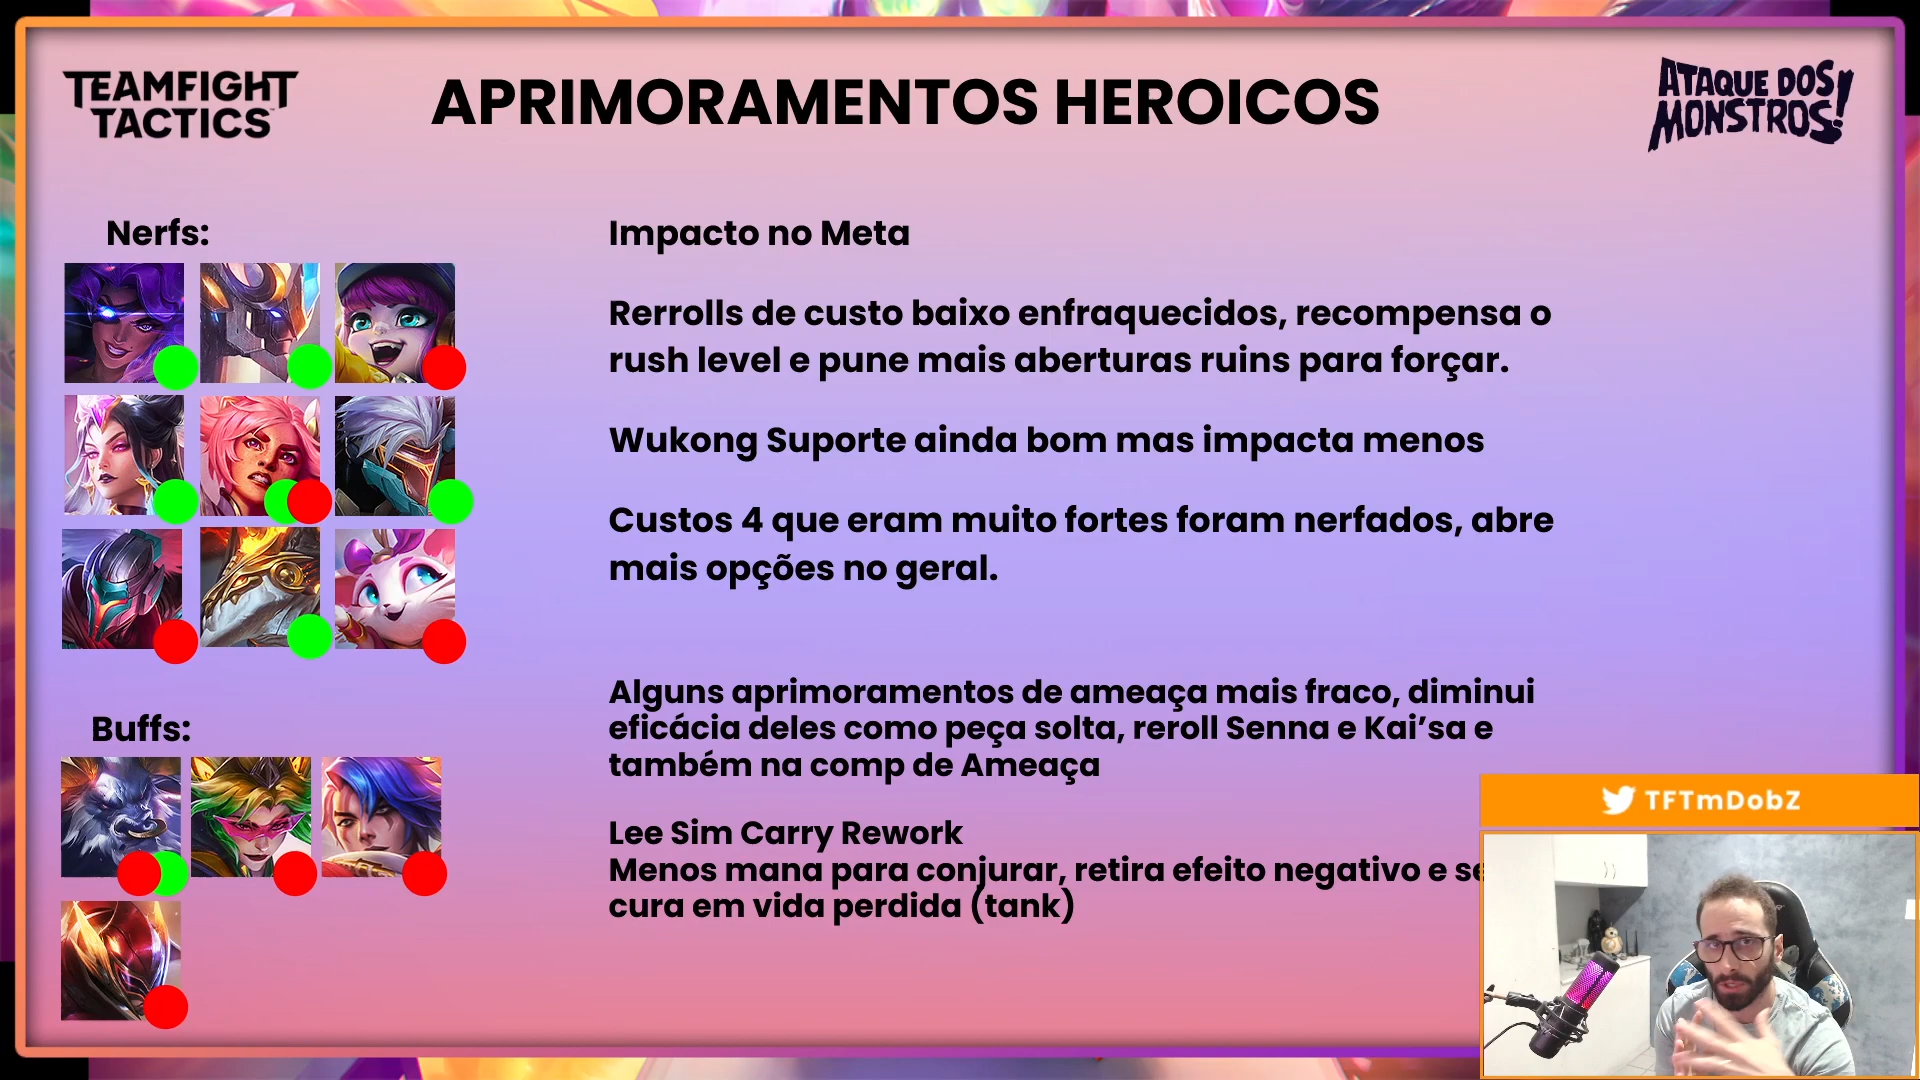 TEAMFIGHT
TACTICS
APRIMORAMENTOS HEROICOS
ATAQUE DOS
MONSTROS!
Nerfs:
Impacto no Meta
Rerrolls de custo baixo enfraquecidos, recompensa o
rush level e pune mais aberturas ruins para forçar.
Wukong Suporte ainda bom mas impacta menos
Custos 4 que eram muito fortes foram nerfados, abre
mais opções no geral.
Alguns aprimoramentos de ameaça mais fraco, diminui
eficácia deles como peça solta, reroll Senna e Kai’sa e
também na comp de Ameaça
Buffs:
Lee Sim Carry Rework
Menos mana para conjurar, retira efeito negativo e se
cura em vida perdida (tank)
TFTmDobZ